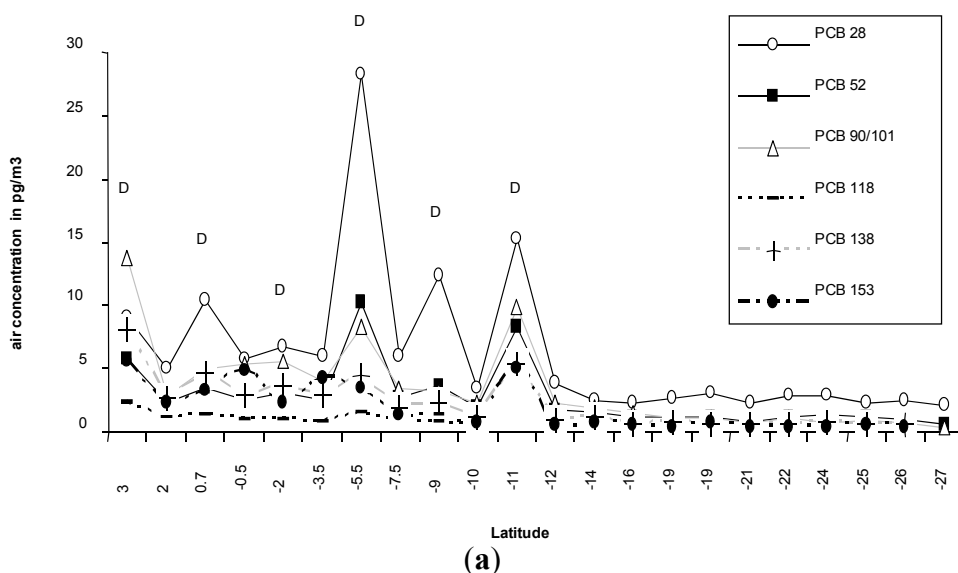 D
30
25
20
15
10
5
0
air concentration in pg/m3
D
D
D
D
D
PCB 28
PCB 52
PCB 90/101
PCB 118
PCB 138
PCB 153
3
2
0.7
-0.5
-2
-3.5
-5.5
-7.5
-9
-10
-11
-12
-14
-16
-19
-19
-21
-22
-24
-25
-26
-27
Latitude
(a)